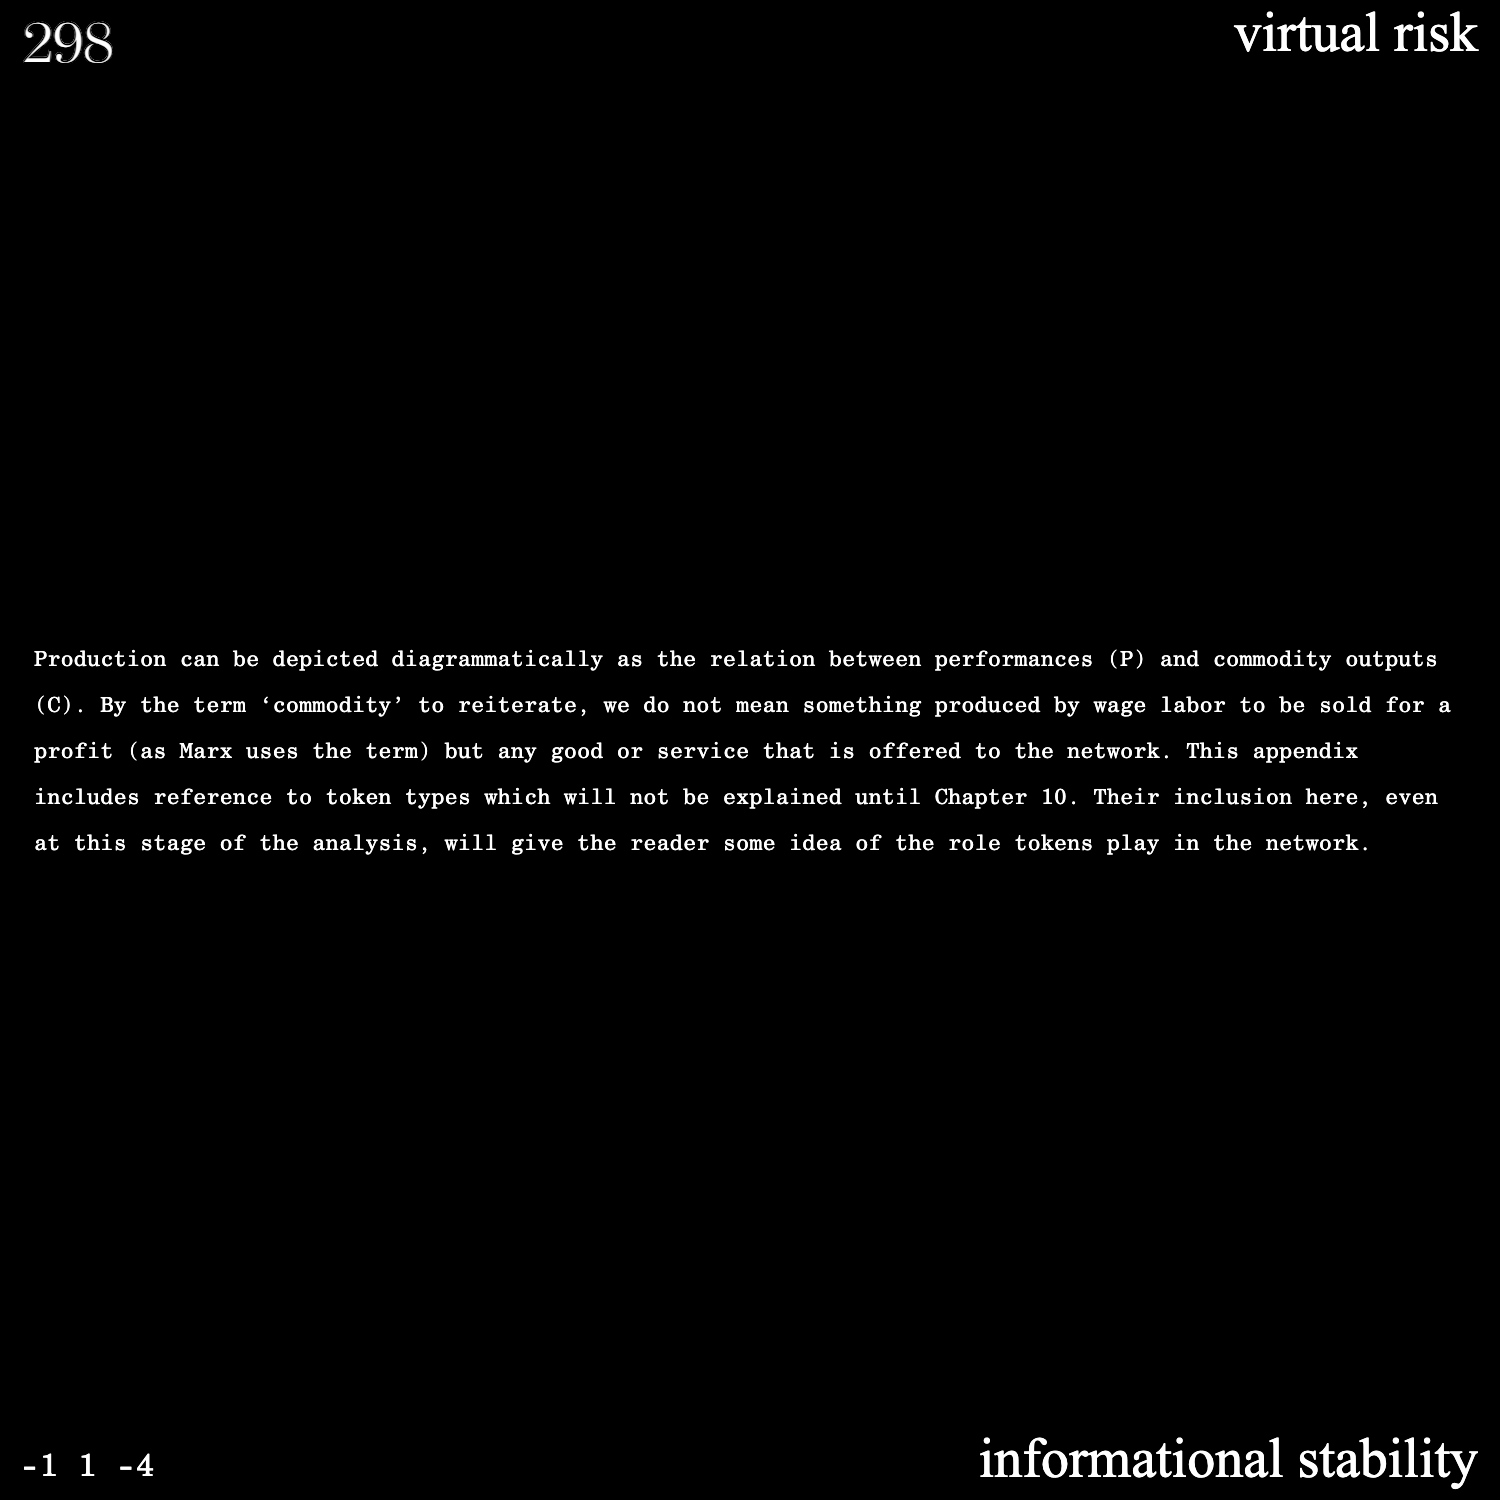 298
virtual risk
Production can be depicted diagrammatically as the relation between performances (P) and commodity outputs
(C). By the term ‘commodity’ to reiterate, we do not mean something produced by wage labor to be sold for a
profit (as Marx uses the term) but any good or service that is offered to the network. This appendix
includes reference to token types which will not be explained until Chapter 10. Their inclusion here, even
at this stage of the analysis, will give the reader some idea of the role tokens play in the network.
-1 1 -4
informational stability